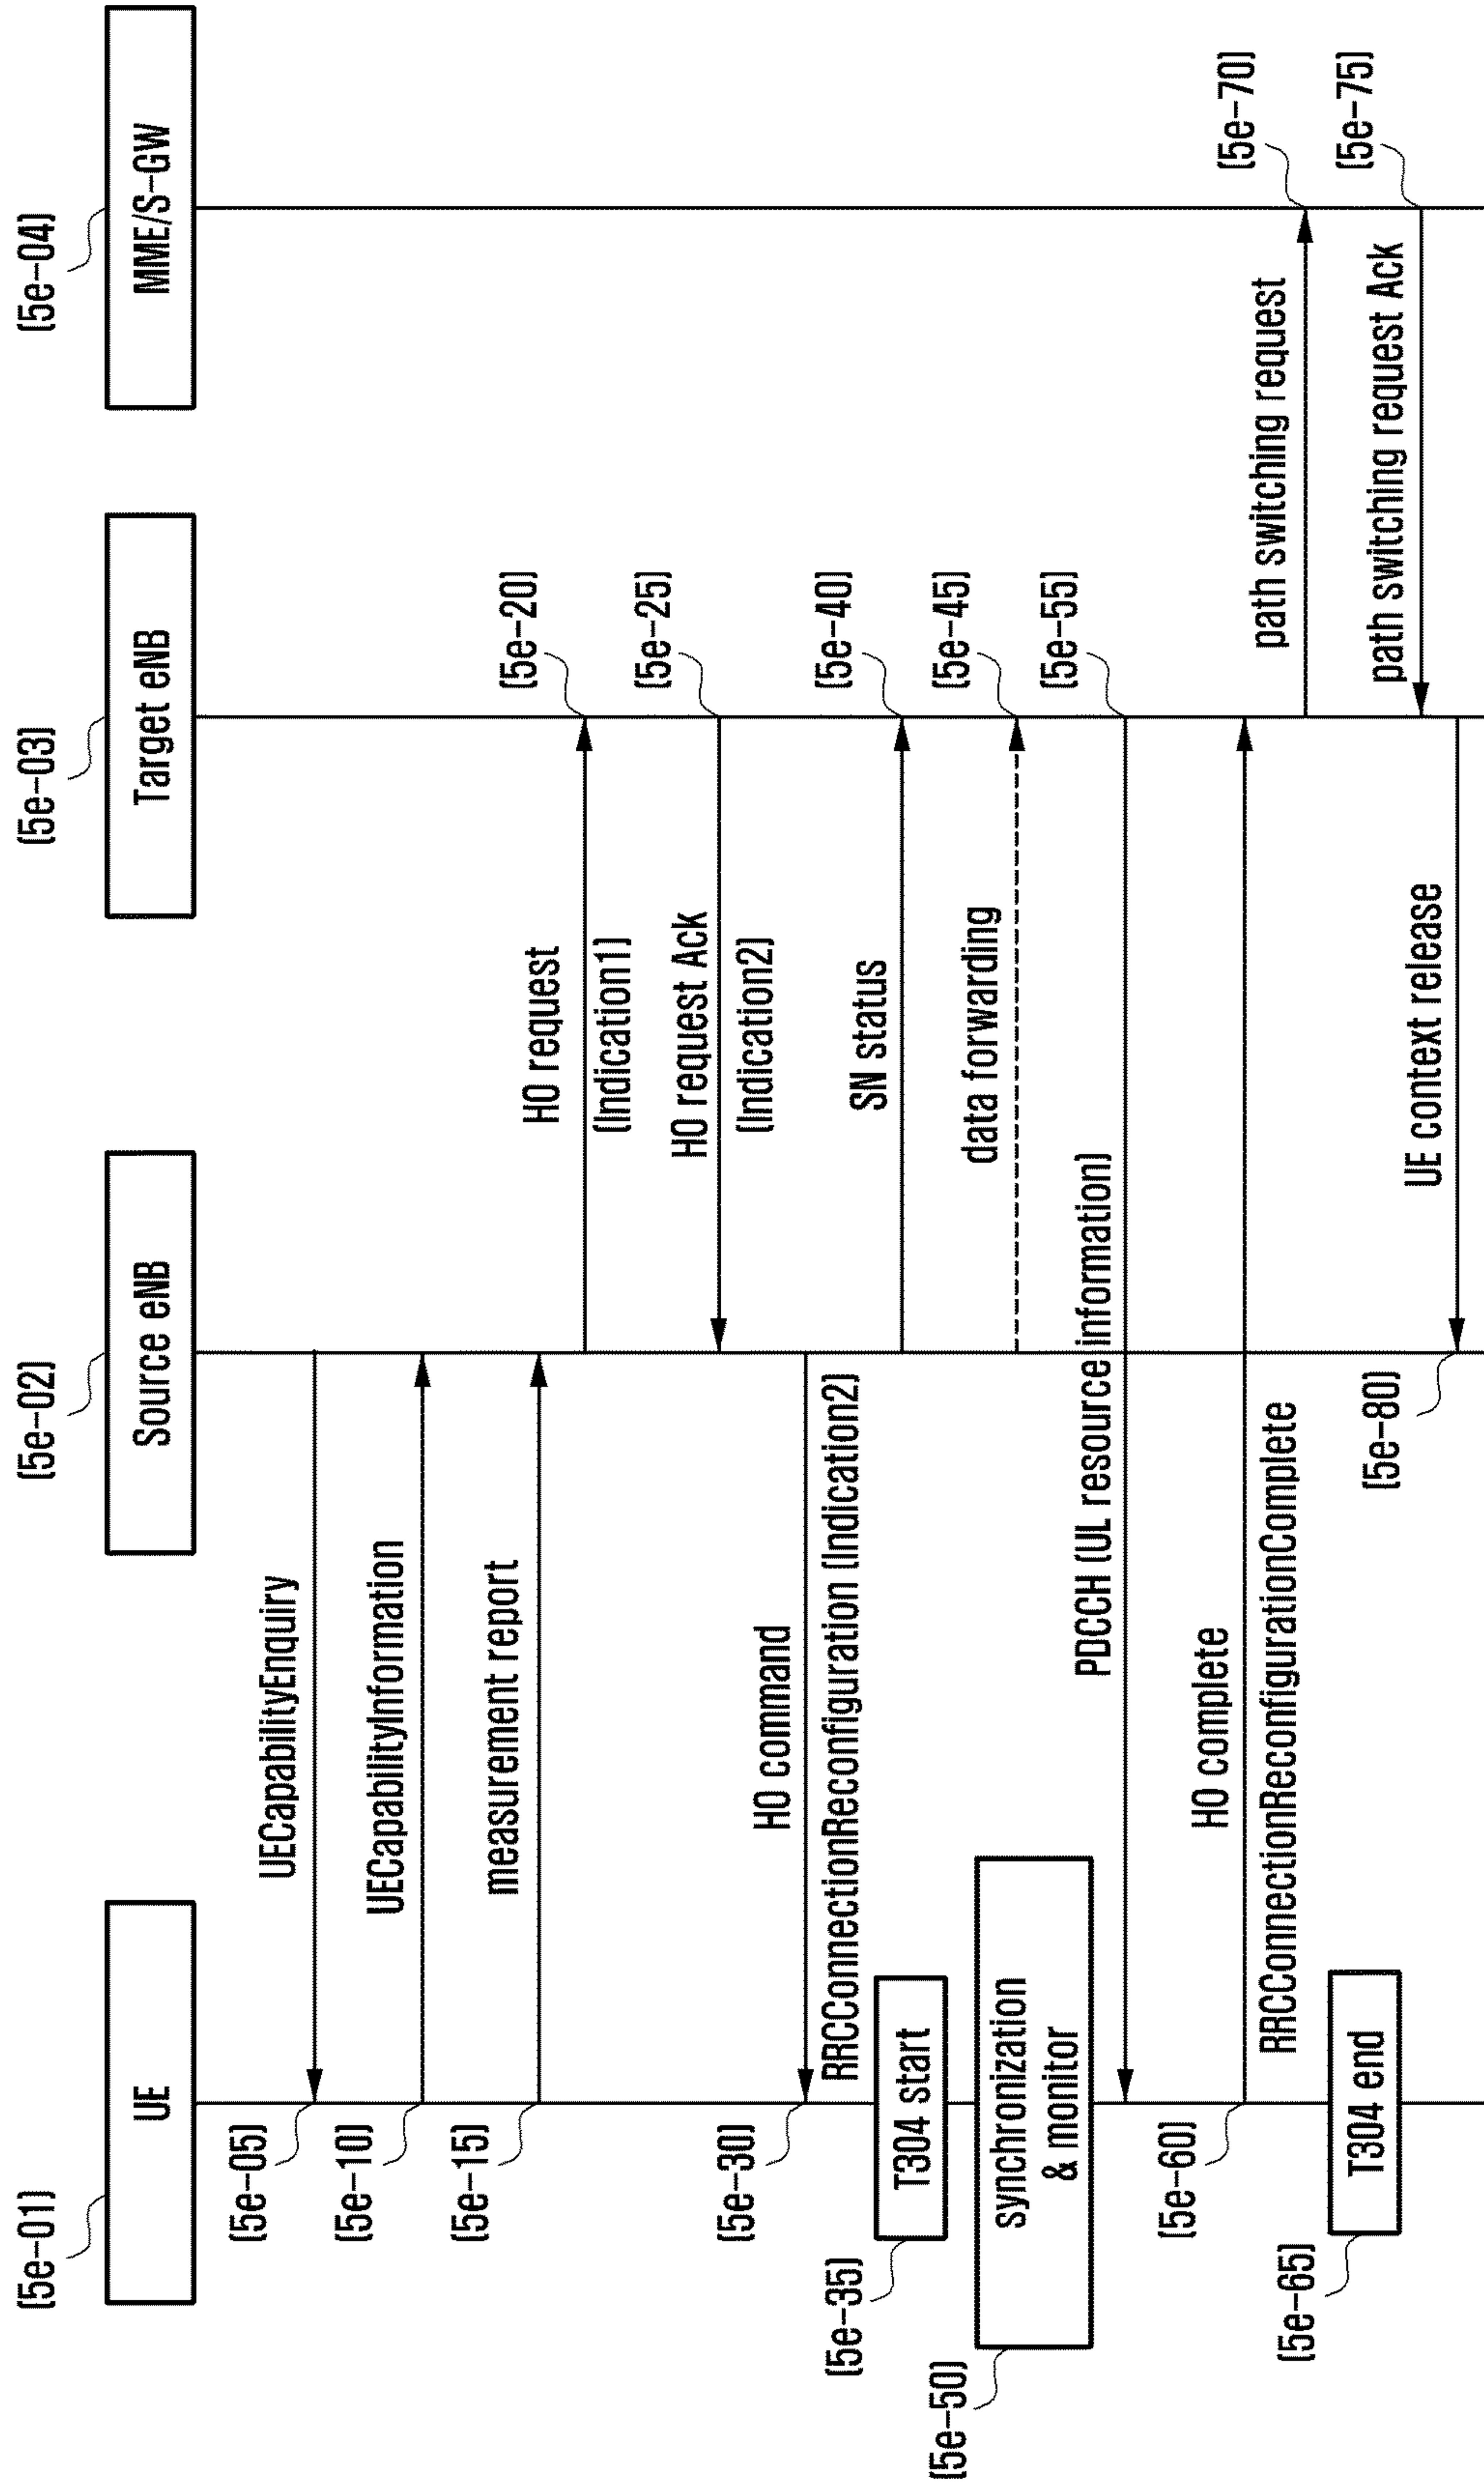 (5e-01)
(5e-02)
(5e-03)
(5e-04)
UE
Source eNB
Target eNB
MME/S-GW
(5e-05)
UECapabilityEnquiry
(5e-10)
UECapabilityInformation
(5e-15)
measurement report
HO request
(5e-20)
(Indication1)
HO request Ack
(5e-25)
(Indication2)
(5e-30)
HO command
RRCConnectionReconfiguration (Indication2)
(5e-35)
T304 start
SN status
(5e-40)
data forwarding
(5e-45)
(5e-50)
synchronization
& monitor
PDCCH (UL resource information)
(5e-55)
(5e-60)
HO complete
RRCConnectionReconfigurationComplete
(5e-65)
T304 end
path switching request
(5e-70)
path switching request Ack
(5e-75)
(5e-80)
UE context release